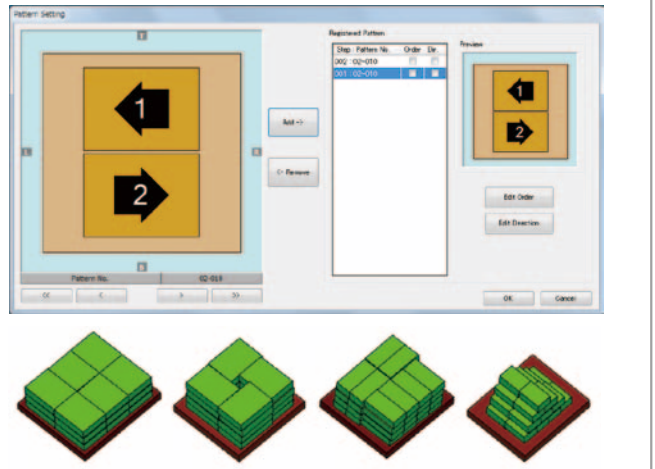 Pattern Setting
Registered Pattern
Step : Pattern No. Order Dir.
002 : 02-010
001 : 02-010
Preview
1
2
Add ->
<- Remove
1
2
Edit Order
Edit Direction
Pattern No. 02-010
<< < > >>
OK Cancel